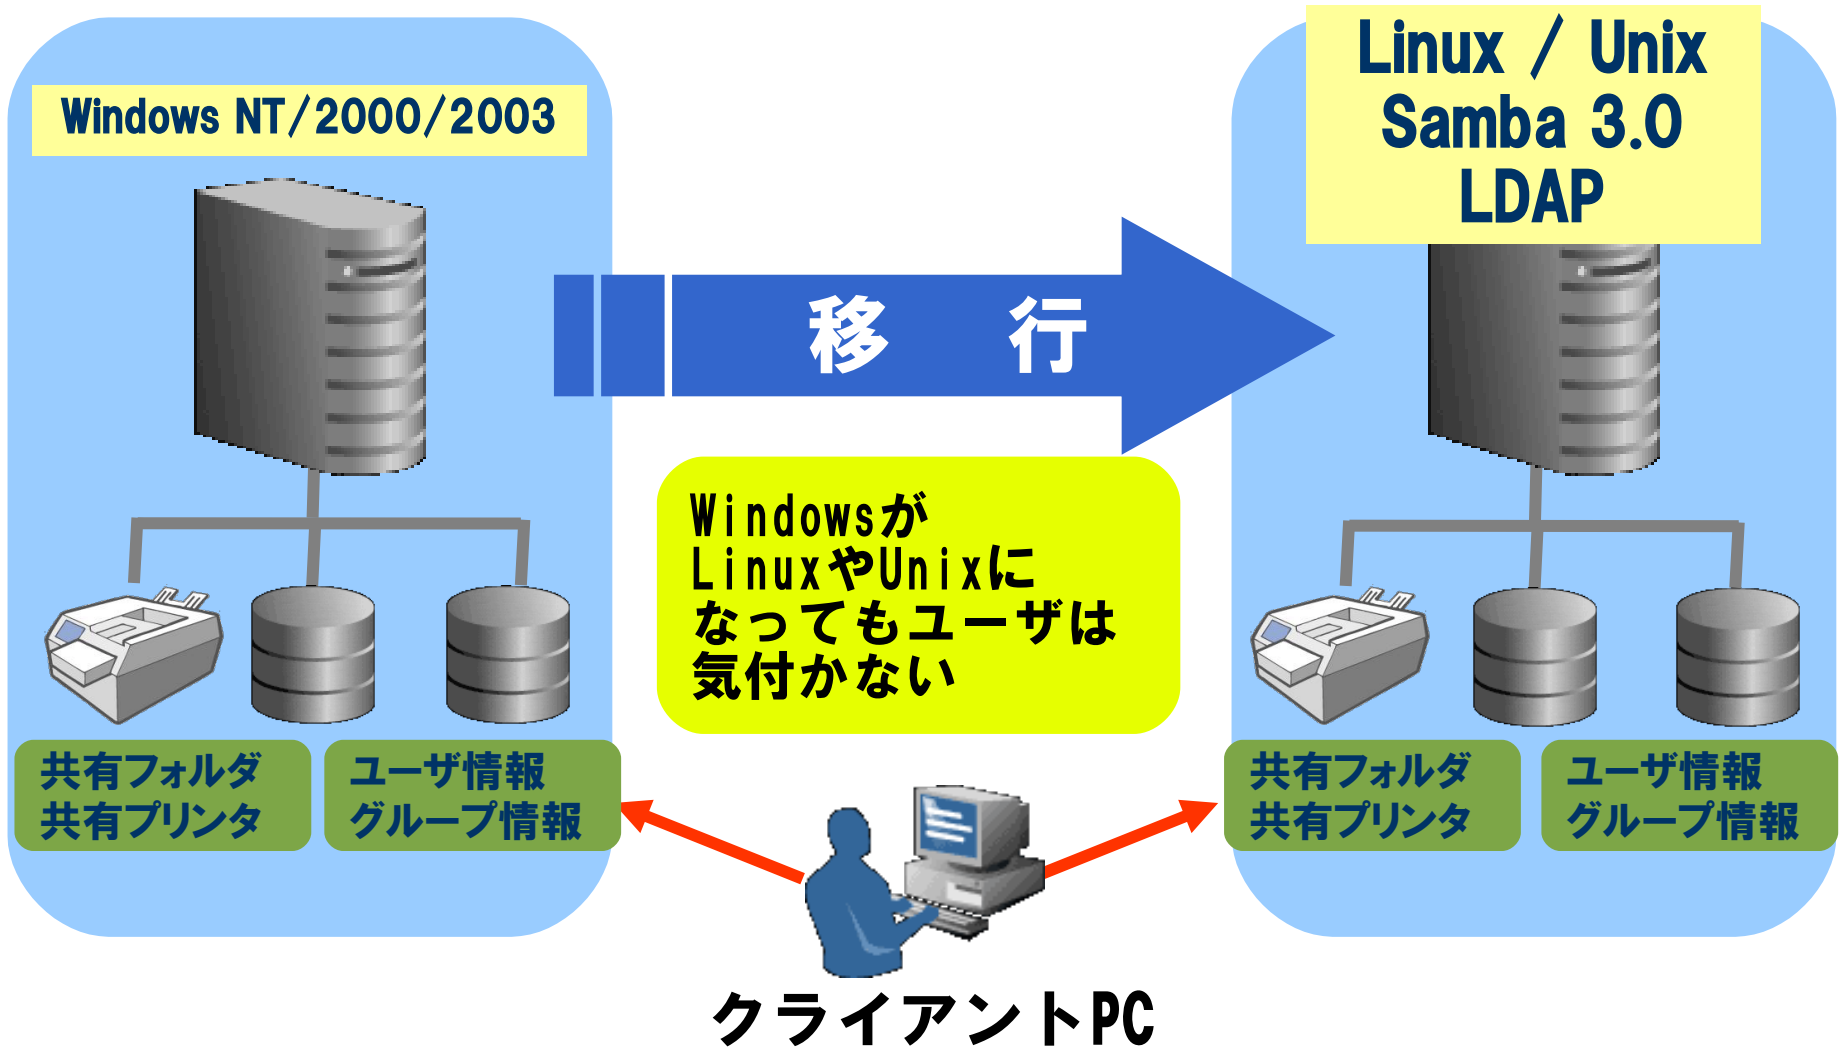 Windows NT/2000/2003
Linux / Unix
Samba 3.0
LDAP
移 行
Windowsが
LinuxやUnixに
なってもユーザは
気付かない
共有フォルダ
共有プリンタ
ユーザ情報
グループ情報
共有フォルダ
共有プリンタ
ユーザ情報
グループ情報
クライアントPC